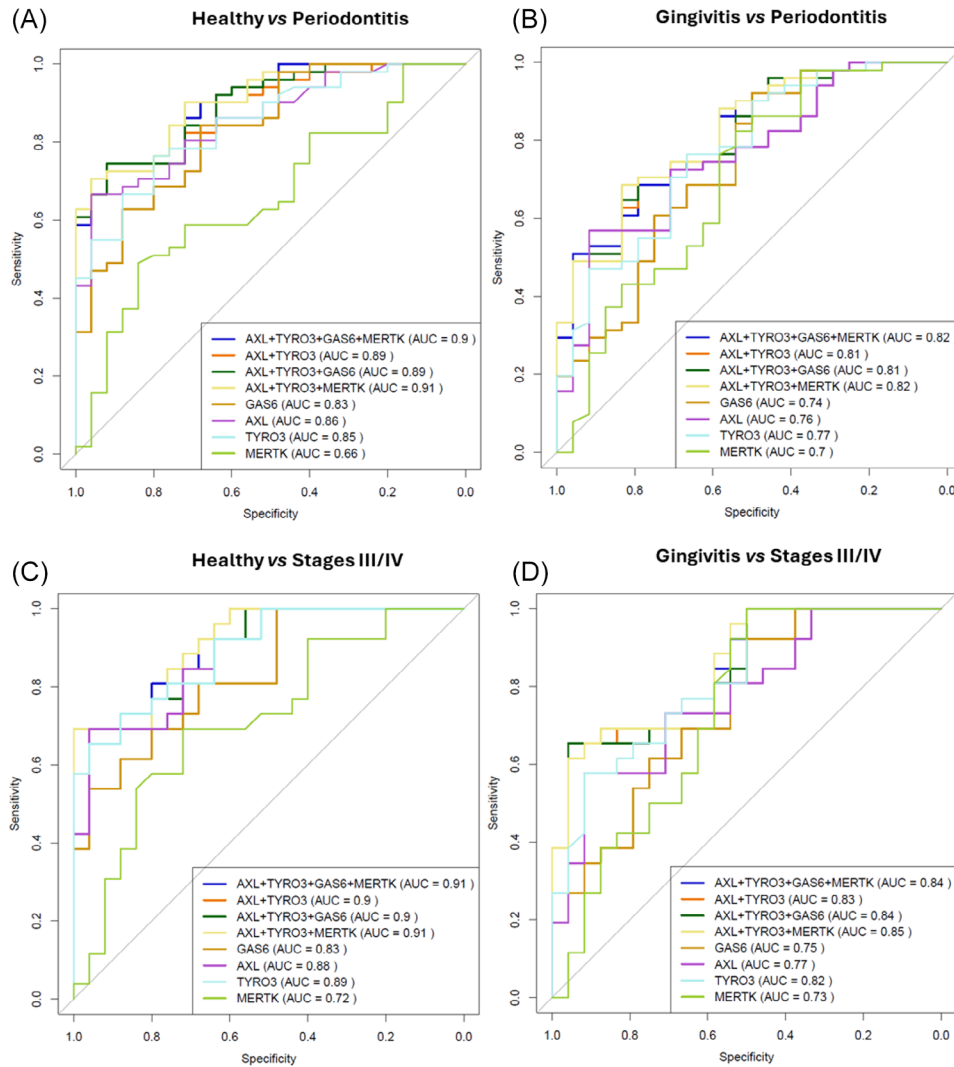 (A)
Healthy vs Periodontitis
1.0
0.8
0.6
0.4
0.2
0.0
Sensitivity
AXL+TYRO3+GAS6+MERTK (AUC = 0.9 )
AXL+TYRO3 (AUC = 0.89 )
AXL+TYRO3+GAS6 (AUC = 0.89 )
AXL+TYRO3+MERTK (AUC = 0.91 )
GAS6 (AUC = 0.83 )
AXL (AUC = 0.86 )
TYRO3 (AUC = 0.85 )
MERTK (AUC = 0.66 )
1.0 0.8 0.6 0.4 0.2 0.0
Specificity
(B)
Gingivitis vs Periodontitis
1.0
0.8
0.6
0.4
0.2
0.0
Sensitivity
AXL+TYRO3+GAS6+MERTK (AUC = 0.82
AXL+TYRO3 (AUC = 0.81 )
AXL+TYRO3+GAS6 (AUC = 0.81 )
AXL+TYRO3+MERTK (AUC = 0.82 )
GAS6 (AUC = 0.74 )
AXL (AUC = 0.76 )
TYRO3 (AUC = 0.77 )
MERTK (AUC = 0.7 )
1.0 0.8 0.6 0.4 0.2 0.0
Specificity
(C)
Healthy vs Stages III/IV
1.0
0.8
0.6
0.4
0.2
0.0
Sensitivity
AXL+TYRO3+GAS6+MERTK (AUC = 0.91 )
AXL+TYRO3 (AUC = 0.9 )
AXL+TYRO3+GAS6 (AUC = 0.9 )
AXL+TYRO3+MERTK (AUC = 0.91 )
GAS6 (AUC = 0.83 )
AXL (AUC = 0.88 )
TYRO3 (AUC = 0.89 )
MERTK (AUC = 0.72 )
1.0 0.8 0.6 0.4 0.2 0.0
Specificity
(D)
Gingivitis vs Stages III/IV
1.0
0.8
0.6
0.4
0.2
0.0
Sensitivity
AXL+TYRO3+GAS6+MERTK (AUC = 0.84 )
AXL+TYRO3 (AUC = 0.83 )
AXL+TYRO3+GAS6 (AUC = 0.84 )
AXL+TYRO3+MERTK (AUC = 0.85 )
GAS6 (AUC = 0.75 )
AXL (AUC = 0.77 )
TYRO3 (AUC = 0.82 )
MERTK (AUC = 0.73 )
1.0 0.8 0.6 0.4 0.2 0.0
Specificity